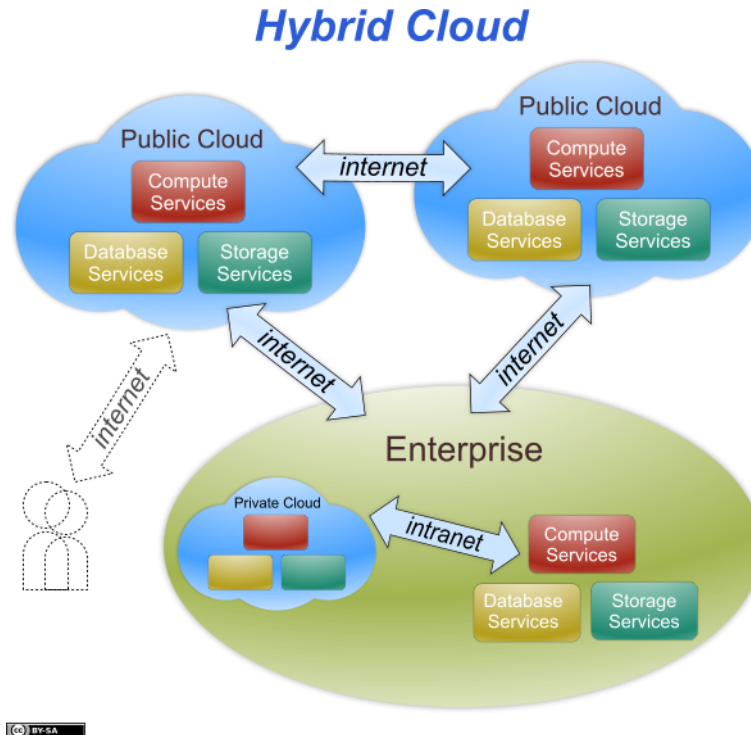 Hybrid Cloud
Public Cloud
Compute
Services
Database
Services
Storage
Services
internet
Public Cloud
Compute
Services
Database
Services
Storage
Services
internet
internet
internet
Enterprise
Private Cloud
intranet
Compute
Services
Database
Services
Storage
Services
(cc) BY-SA